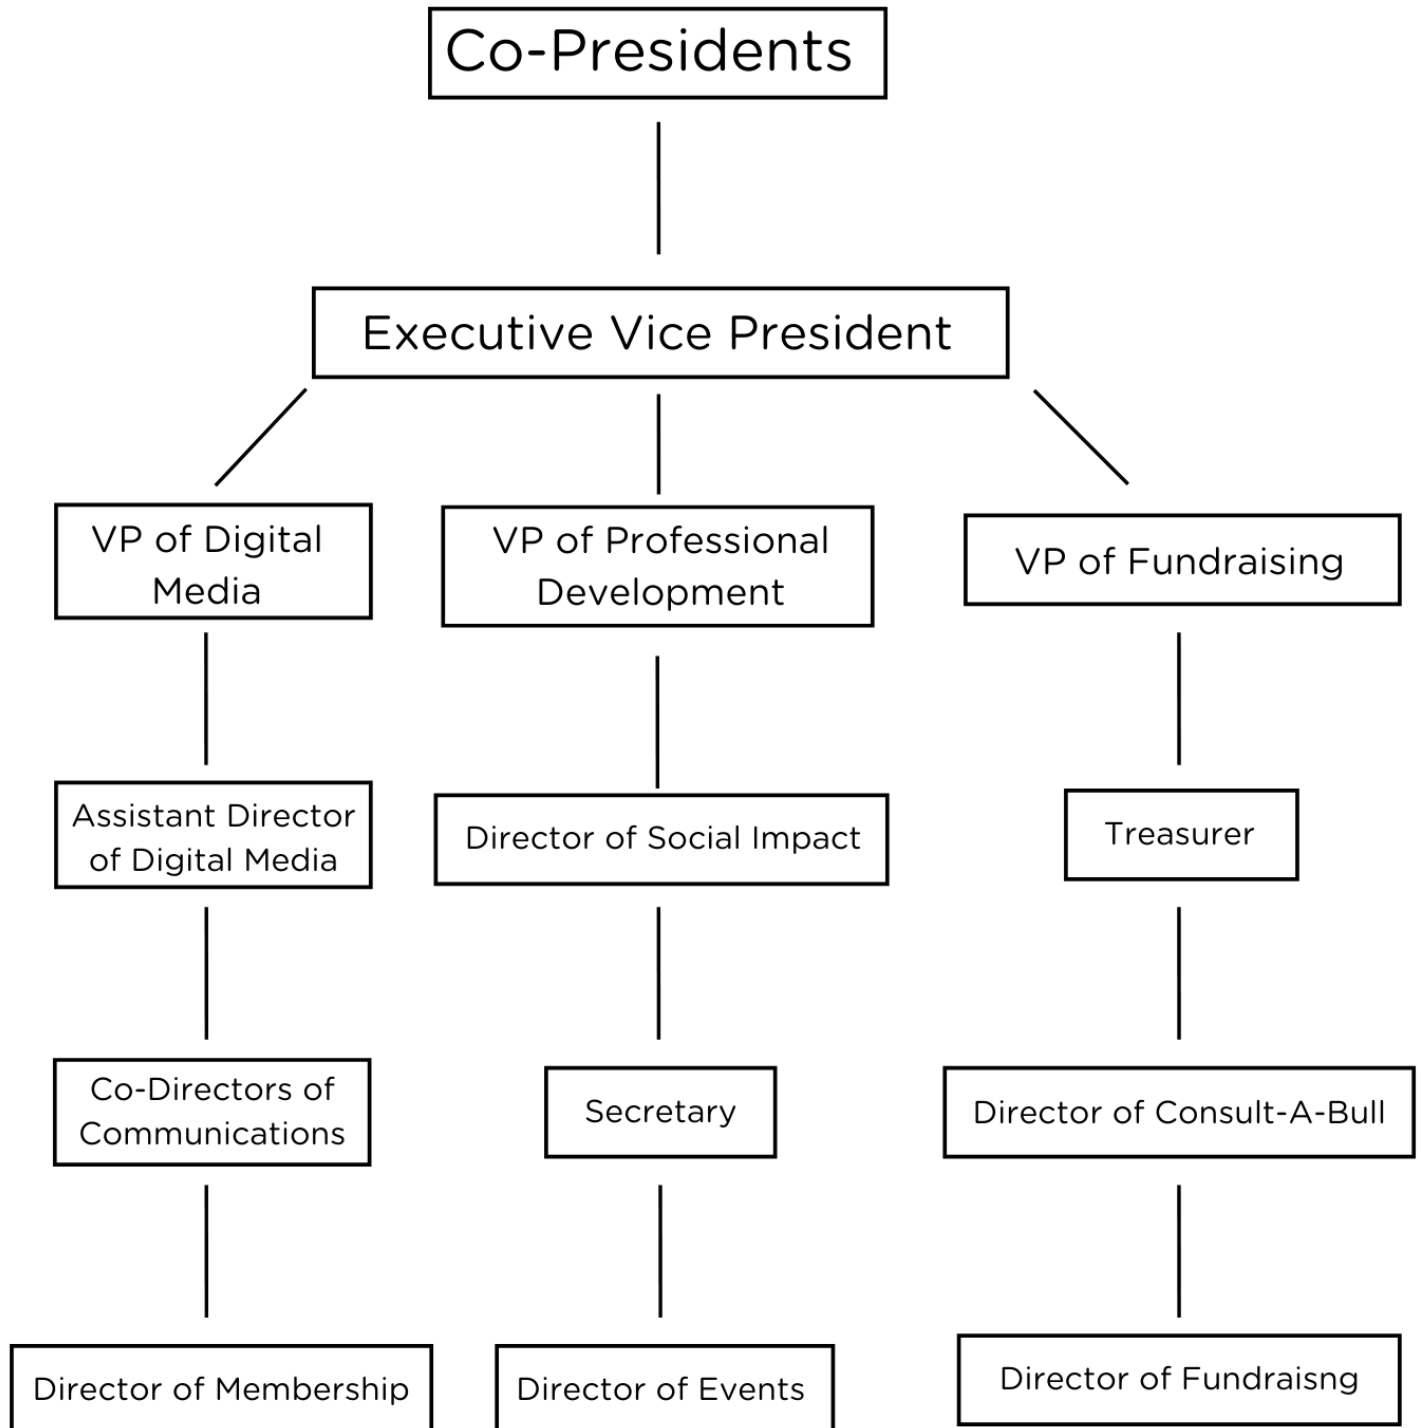 Co-Presidents
Executive Vice President
VP of Digital
Media
VP of Professional
Development
VP of Fundraising
Assistant Director
of Digital Media
Director of Social Impact
Treasurer
Co-Directors of
Communications
Secretary
Director of Consult-A-Bull
Director of Membership
Director of Events
Director of Fundraisng